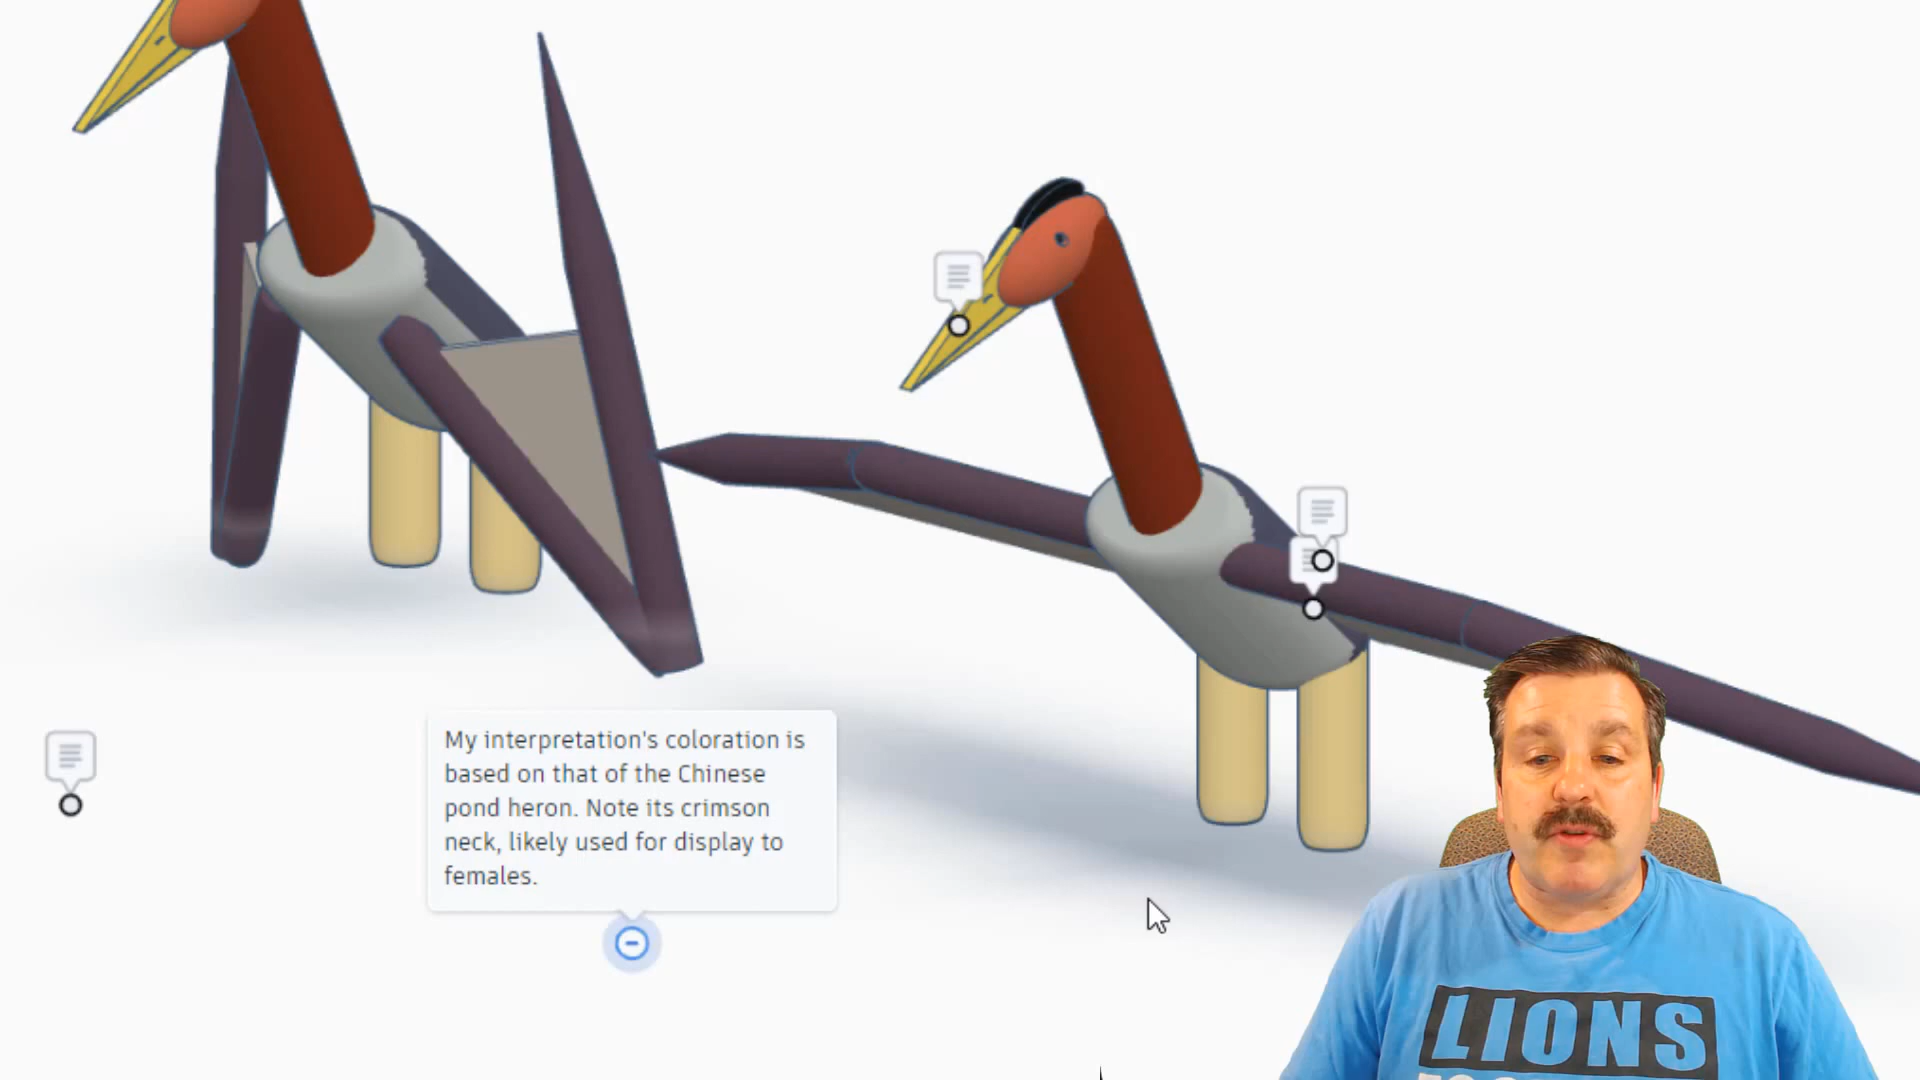 My interpretation's coloration is
based on that of the Chinese
pond heron. Note its crimson
neck, likely used for display to
females.
LIONS